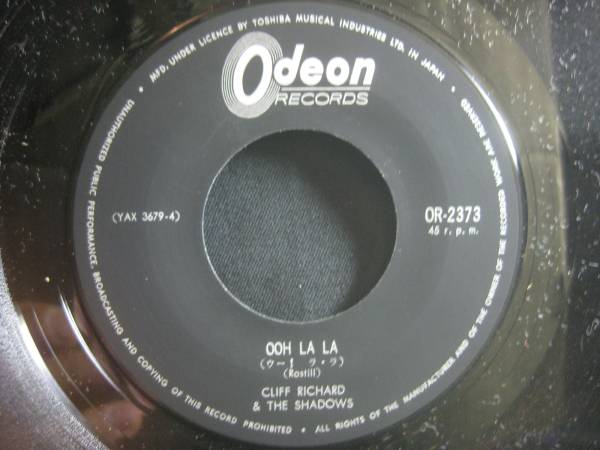 • MFD. UNDER LICENCE BY TOSHIBA MUSICAL INDUSTRIES LTD. IN JAPAN •
Odeon
RECORDS
(YAX 3679-4)
OR-2373
45 r. p. m.
OOH LA LA
(ウー! ラ・ラ)
(Rostill)
CLIFF RICHARD
& THE SHADOWS
UNAUTHORIZED PUBLIC PERFORMANCE, BROADCASTING AND COPYING OF THIS RECORD PROHIBITED • ALL RIGHTS OF THE MANUFACTURER AND OF THE OWNER OF THE RECORDED WORK ARE RESERVED